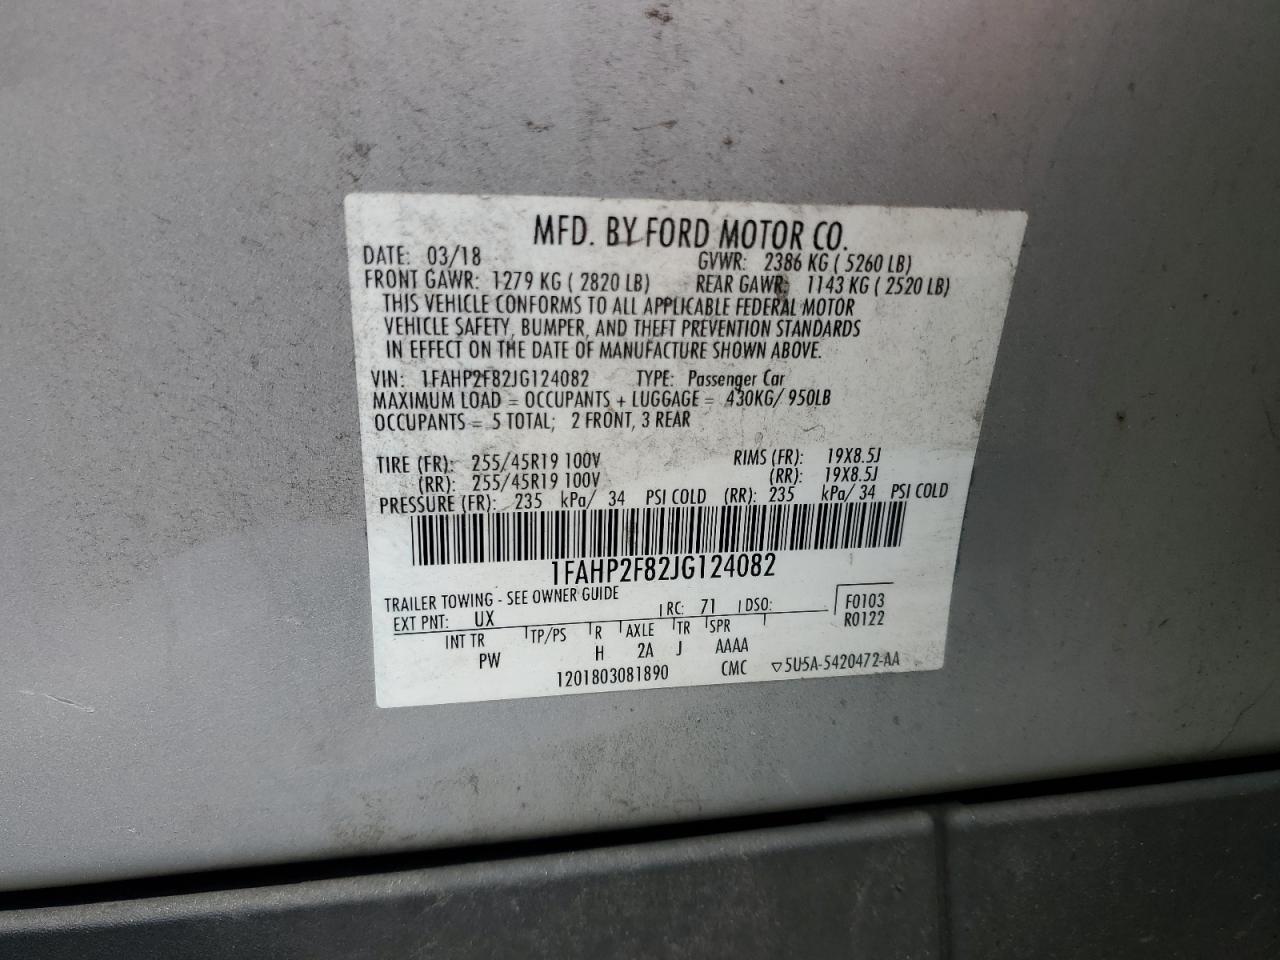 MFD. BY FORD MOTOR CO.
DATE: 03/18 GVWR: 2386 KG ( 5260 LB)
FRONT GAWR: 1279 KG ( 2820 LB) REAR GAWR: 1143 KG ( 2520 LB)
THIS VEHICLE CONFORMS TO ALL APPLICABLE FEDERAL MOTOR
VEHICLE SAFETY, BUMPER, AND THEFT PREVENTION STANDARDS
IN EFFECT ON THE DATE OF MANUFACTURE SHOWN ABOVE.
VIN: 1FAHP2F82JG124082 TYPE: Passenger Car
MAXIMUM LOAD = OCCUPANTS + LUGGAGE = 430KG/ 950LB
OCCUPANTS = 5 TOTAL; 2 FRONT, 3 REAR
TIRE (FR): 255/45R19 100V RIMS (FR): 19X8.5J
(RR): 255/45R19 100V (RR): 19X8.5J
PRESSURE (FR): 235 kPa/ 34 PSI COLD (RR): 235 kPa/ 34 PSI COLD
1FAHP2F82JG124082
TRAILER TOWING - SEE OWNER GUIDE
EXT PNT: UX RC: 71 DSO: F0103
R0122
INT TR TP/PS R AXLE TR SPR
PW H 2A J AAAA
1201803081890 CMC ▽5U5A-5420472-AA